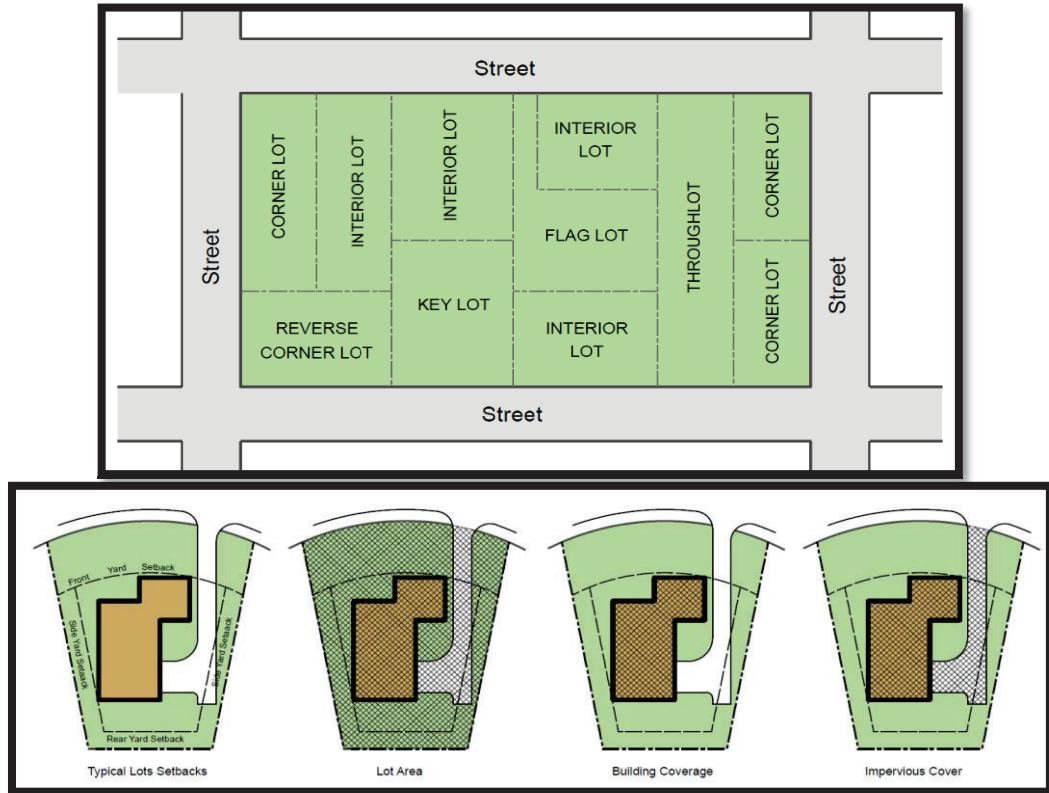 Street
Street
CORNER LOT
INTERIOR LOT
INTERIOR LOT
INTERIOR
LOT
FLAG LOT
THROUGHLOT
CORNER LOT
Street
KEY LOT
REVERSE
CORNER LOT
INTERIOR
LOT
CORNER LOT
Street
Front Yard Setback
Side Yard Setback
Side Yard Setback
Rear Yard Setback
Typical Lots Setbacks
Lot Area
Building Coverage
Impervious Cover